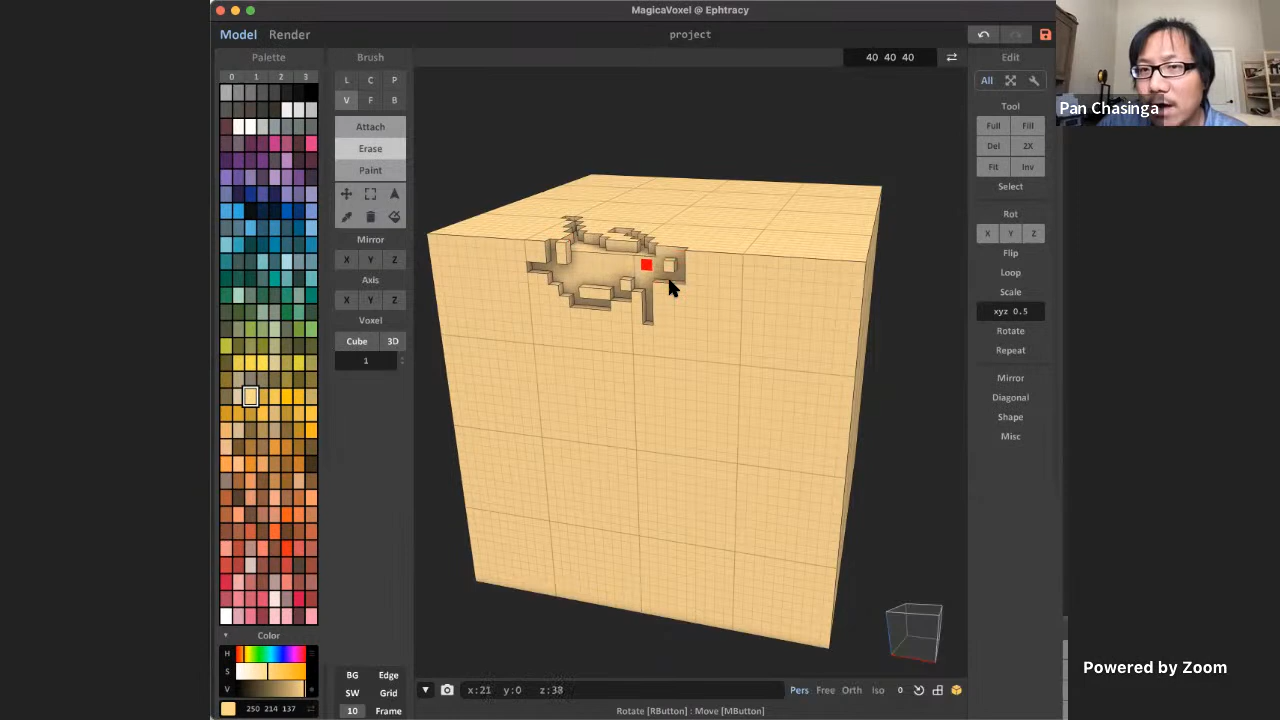 MagicaVoxel @ Ephtracy
Model Render
project
Palette
Brush
40 40 40
Edit
0 1 2 3
L C P
V F B
All
Attach
Erase
Paint
Tool
Full Fill
Del 2X
Fit Inv
Select
Mirror
X Y Z
Axis
X Y Z
Voxel
Cube 3D
1
Rot
X Y Z
Flip
Loop
Scale
xyz 0.5
Rotate
Repeat
Mirror
Diagonal
Shape
Misc
Color
H
S
V
250 214 137
BG Edge
SW Grid
10 Frame
x:21 y:0 z:38
Pers Free Orth Iso 0
Rotate [RButton] : Move [MButton]
Pan Chasinga
Powered by Zoom